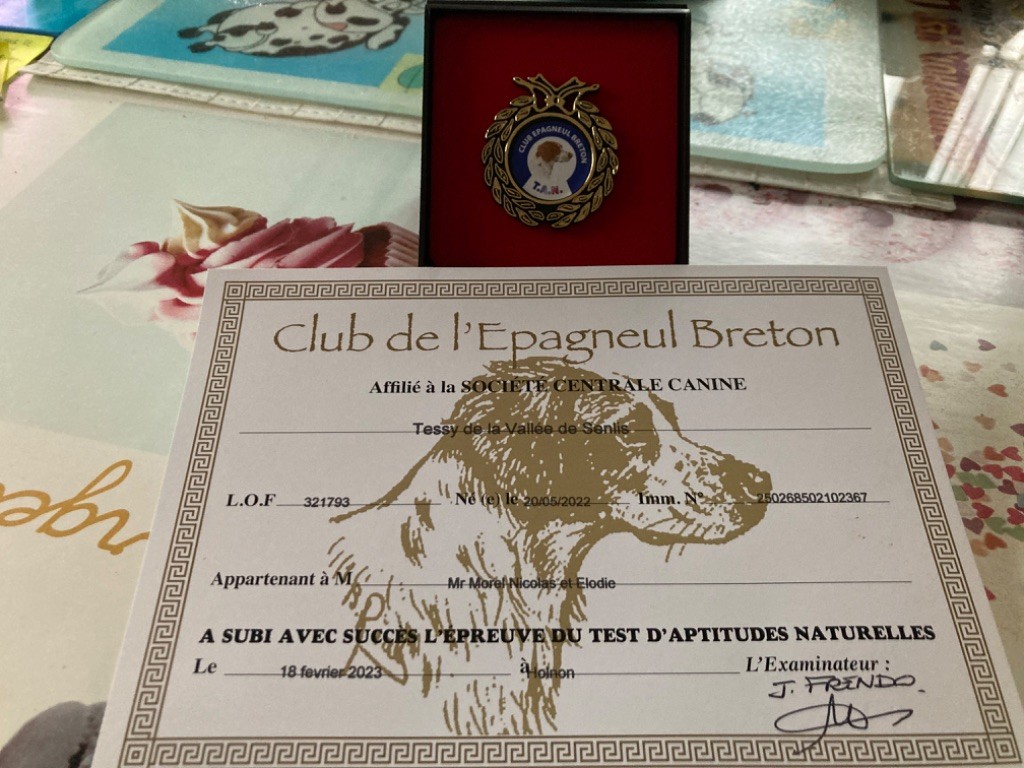 CLUB EPAGNEUL BRETON
T.A.N.
Club de l'Epagneul Breton
Affilié à la SOCIÉTÉ CENTRALE CANINE
Tessy de la Vallée de Senlis
L.O.F 321793 Né (e) le 20/05/2022 Imm. N° 250268502102367
Appartenant à M Mr Morel Nicolas et Elodie
A SUBI AVEC SUCCES L'ÉPREUVE DU TEST D'APTITUDES NATURELLES
Le 18 fevrier 2023 à Holnon L'Examinateur :
J. FRENDO.